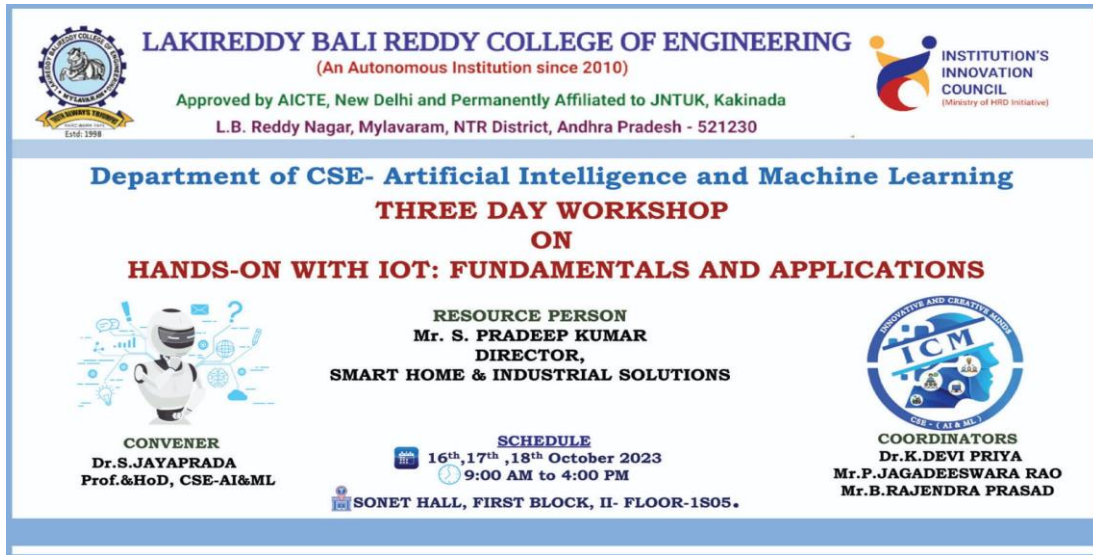 LAKIREDDY BALI REDDY COLLEGE OF ENGINEERING
(An Autonomous Institution since 2010)
Approved by AICTE, New Delhi and Permanently Affiliated to JNTUK, Kakinada
L.B. Reddy Nagar, Mylavaram, NTR District, Andhra Pradesh - 521230
LAKIREDDY BALIREDDY COLLEGE OF ENGINEERING
MYLAVARAM
Estd: 1998
INSTITUTION'S
INNOVATION
COUNCIL
(Ministry of HRD Initiative)
Department of CSE- Artificial Intelligence and Machine Learning
THREE DAY WORKSHOP
ON
HANDS-ON WITH IOT: FUNDAMENTALS AND APPLICATIONS
RESOURCE PERSON
Mr. S. PRADEEP KUMAR
DIRECTOR,
SMART HOME & INDUSTRIAL SOLUTIONS
INNOVATIVE AND CREATIVE MINDS
ICM
CSE - ( AI & ML )
CONVENER
Dr.S.JAYAPRADA
Prof.&HoD, CSE-AI&ML
SCHEDULE
16th,17th ,18th October 2023
9:00 AM to 4:00 PM
SONET HALL, FIRST BLOCK, II- FLOOR-1S05.
COORDINATORS
Dr.K.DEVI PRIYA
Mr.P.JAGADEESWARA RAO
Mr.B.RAJENDRA PRASAD